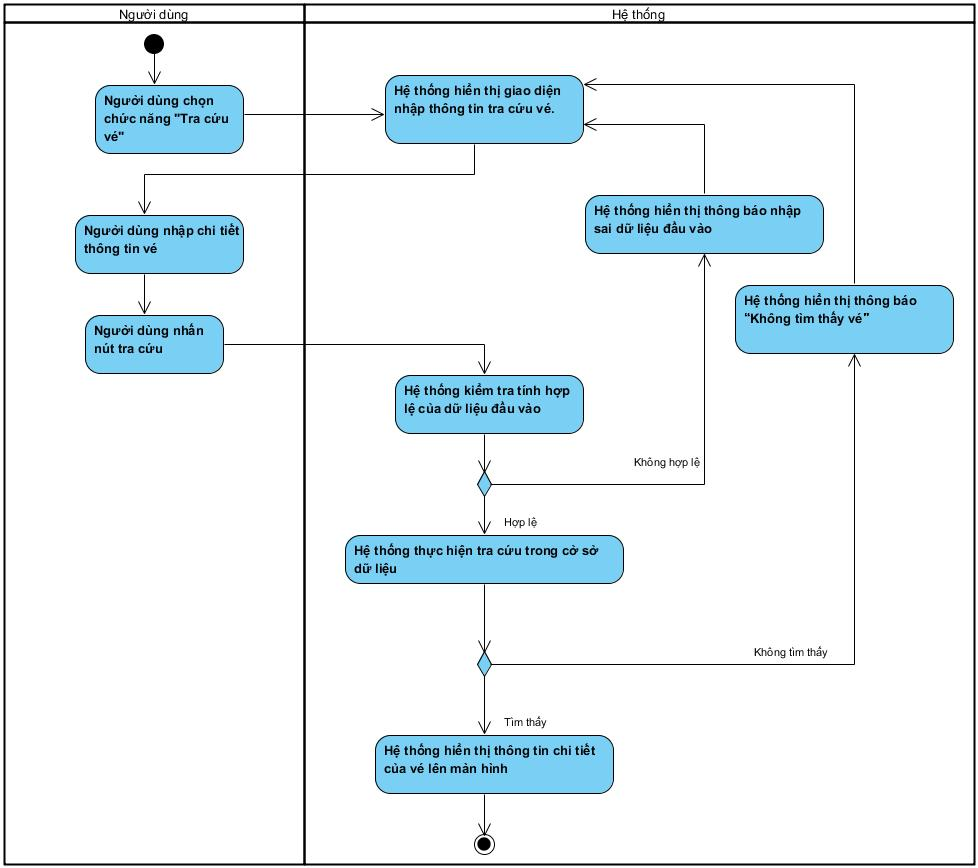 Người dùng
Hệ thống
Người dùng chọn
chức năng "Tra cứu
vé"
Hệ thống hiển thị giao diện
nhập thông tin tra cứu vé.
Hệ thống hiển thị thông báo nhập
sai dữ liệu đầu vào
Người dùng nhập chi tiết
thông tin vé
Hệ thống hiển thị thông báo
“Không tìm thấy vé”
Người dùng nhấn
nút tra cứu
Hệ thống kiểm tra tính hợp
lệ của dữ liệu đầu vào
Không hợp lệ
Hợp lệ
Hệ thống thực hiện tra cứu trong cở sở
dữ liệu
Không tìm thấy
Tìm thấy
Hệ thống hiển thị thông tin chi tiết
của vé lên màn hình